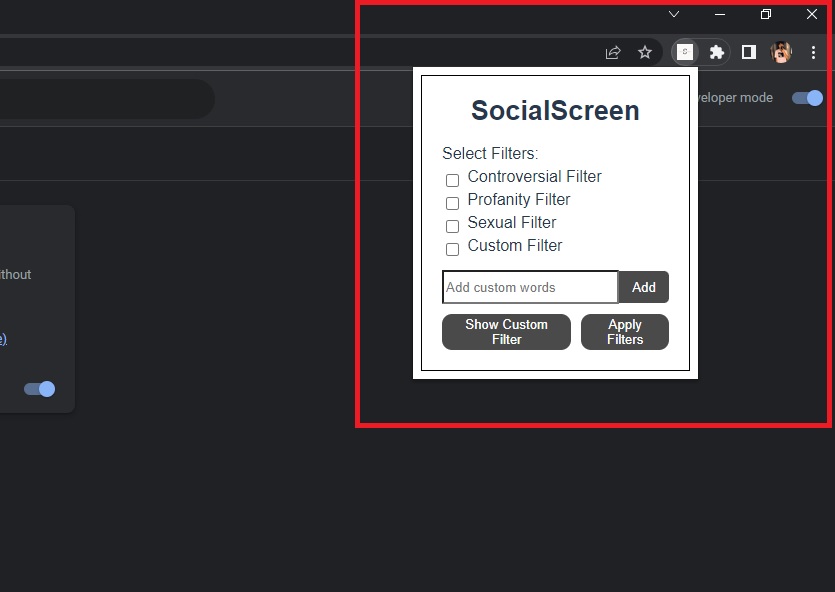 veloper mode
SocialScreen
Select Filters:
Controversial Filter
Profanity Filter
Sexual Filter
Custom Filter
ithout
Add custom words
Add
Show Custom
Filter
Apply
Filters
e)